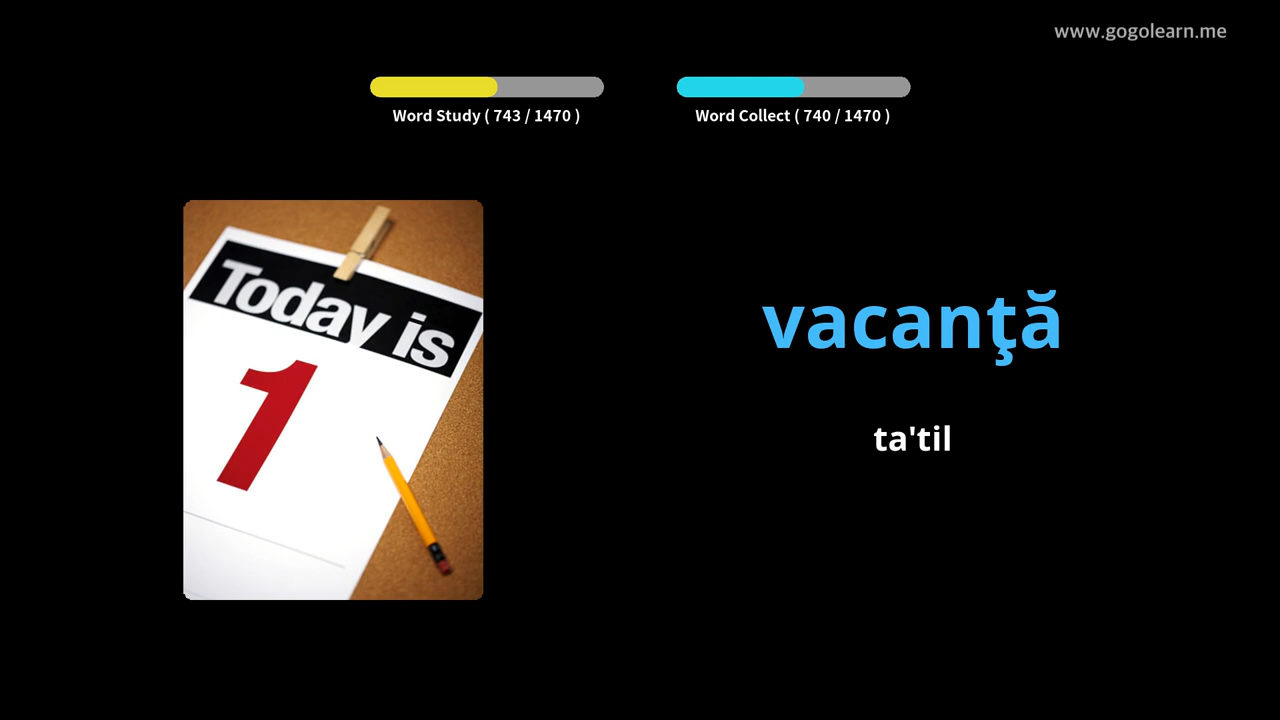 www.gogolearn.me
Word Study ( 743 / 1470 )
Word Collect ( 740 / 1470 )
Today is
1
vacanţă
ta'til